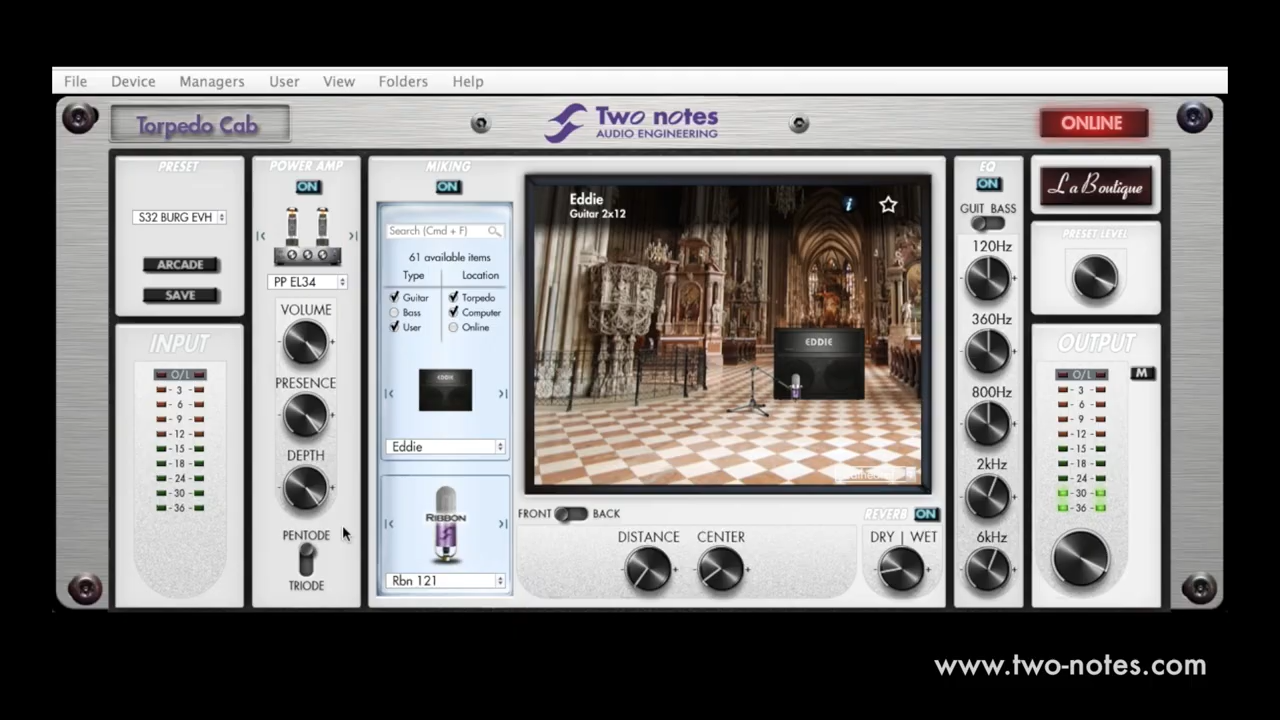 File Device Managers User View Folders Help
Torpedo Cab
Two notes
AUDIO ENGINEERING
ONLINE
PRESET
S32 BURG EVH
ARCADE
SAVE
INPUT
O/L
3
6
9
12
15
18
24
30
36
POWER AMP
ON
PP EL34
VOLUME
PRESENCE
DEPTH
PENTODE
TRIODE
MIKING
ON
Search (Cmd + F)
61 available items
Type Location
Guitar Torpedo
Bass Computer
User Online
EDDIE
Eddie
RIBBON
Rbn 121
Eddie
Guitar 2x12
i
EDDIE
FRONT BACK
DISTANCE CENTER
REVERB ON
DRY | WET
EQ
ON
GUIT BASS
120Hz
360Hz
800Hz
2kHz
6kHz
La Boutique
PRESET LEVEL
OUTPUT
O/L
M
3
6
9
12
15
18
24
30
36
www.two-notes.com